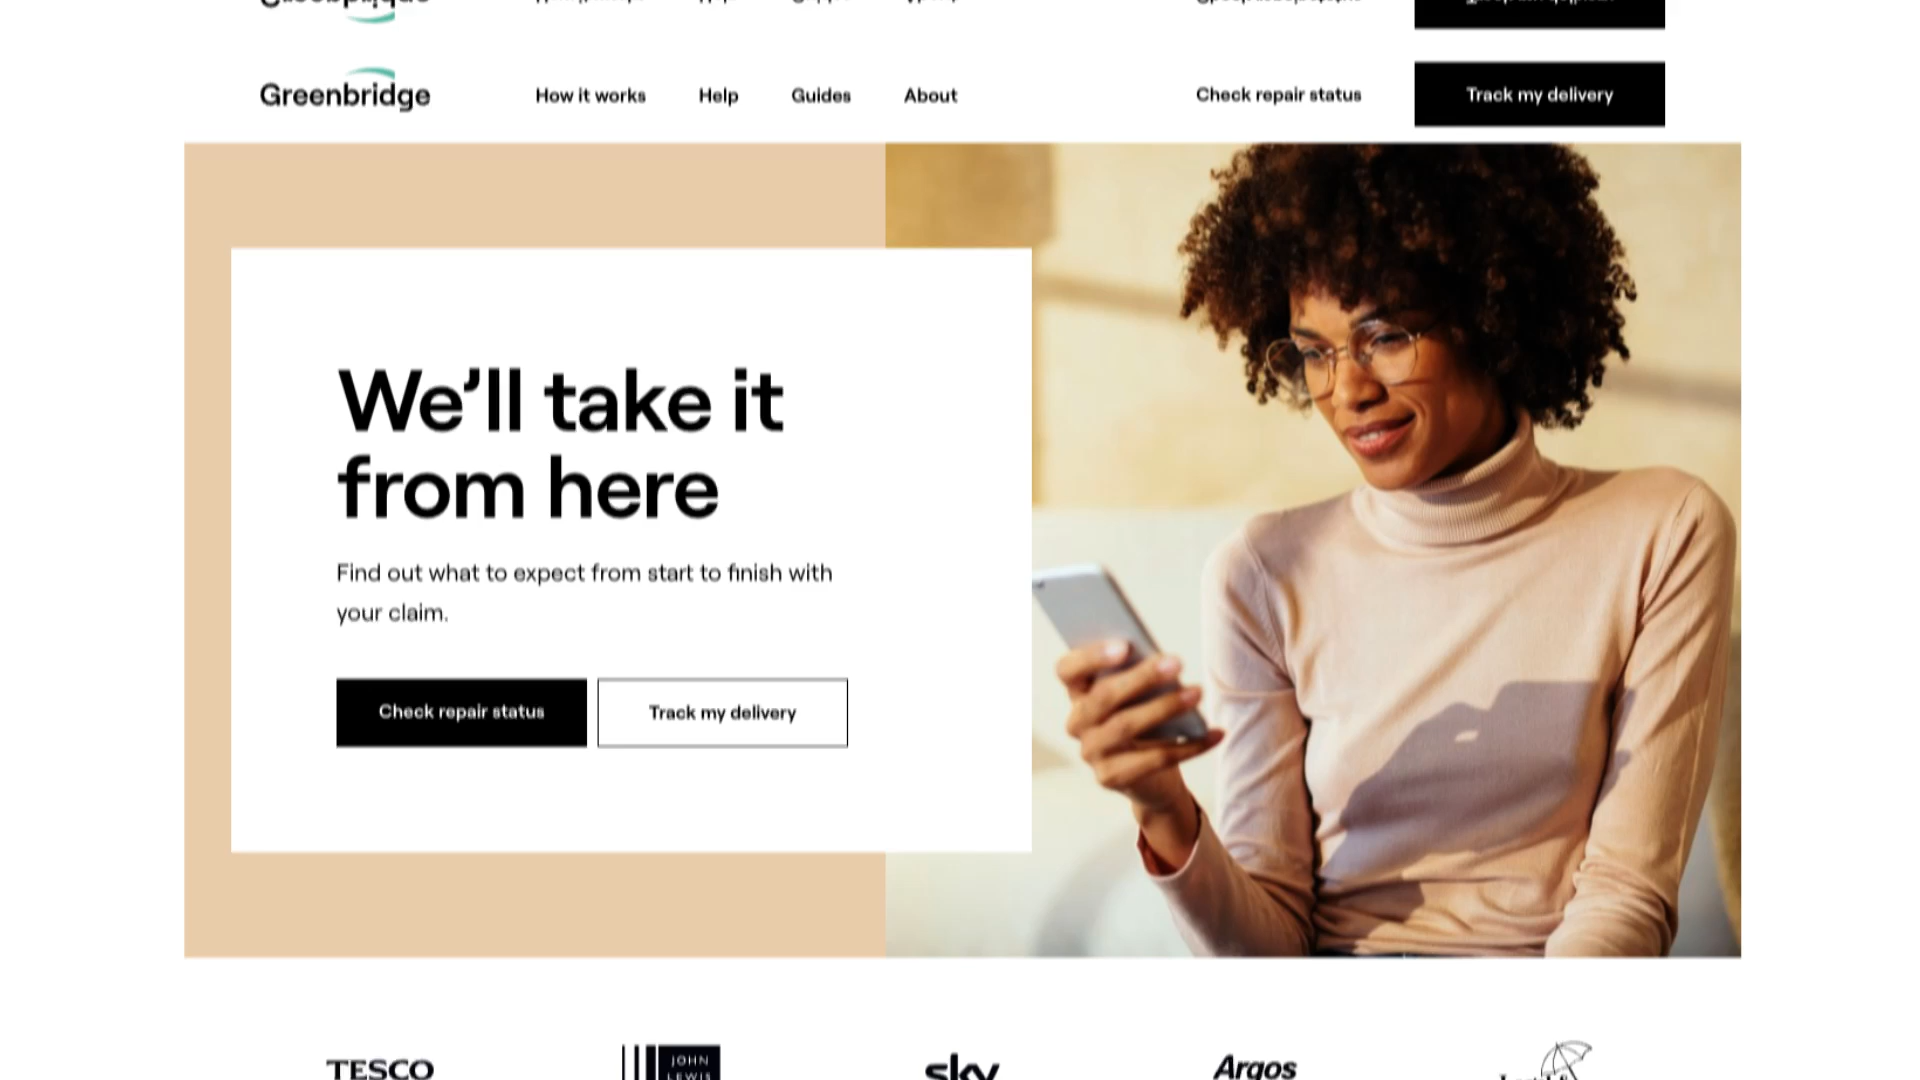 Greenbridge
How it works
Help
Guides
About
Check repair status
Track my delivery
We’ll take it
from here
Find out what to expect from start to finish with
your claim.
Check repair status
Track my delivery
TESCO
JOHN
LEWIS
sky
Argos